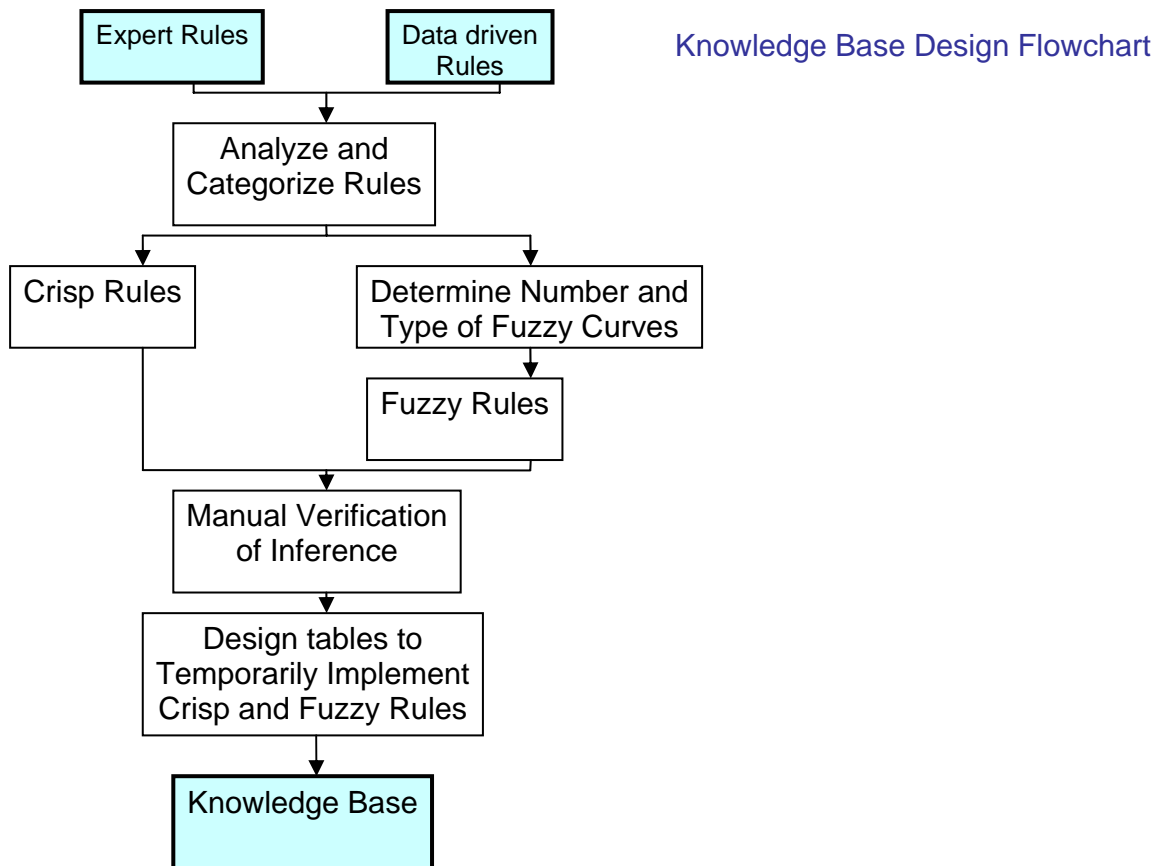 Expert Rules
Data driven
Rules
Knowledge Base Design Flowchart
Analyze and
Categorize Rules
Crisp Rules
Determine Number and
Type of Fuzzy Curves
Fuzzy Rules
Manual Verification
of Inference
Design tables to
Temporarily Implement
Crisp and Fuzzy Rules
Knowledge Base